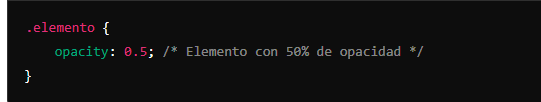 .elemento {
    opacity: 0.5; /* Elemento con 50% de opacidad */
}